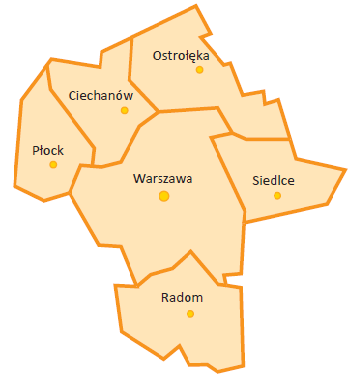 Ostrołęka
Ciechanów
Płock
Warszawa
Siedlce
Radom